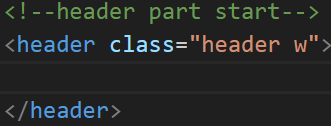 <!--header part start-->
<header class="header w">
</header>